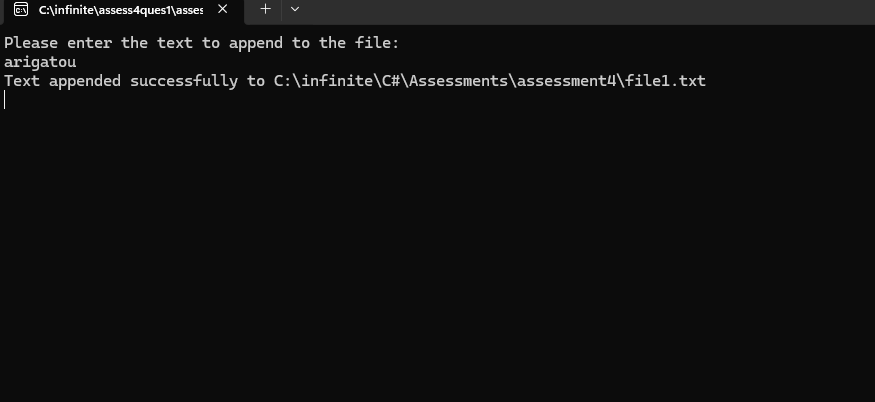 C:\infinite\assess4ques1\asses
Please enter the text to append to the file:
arigatou
Text appended successfully to C:\infinite\C#\Assessments\assessment4\file1.txt